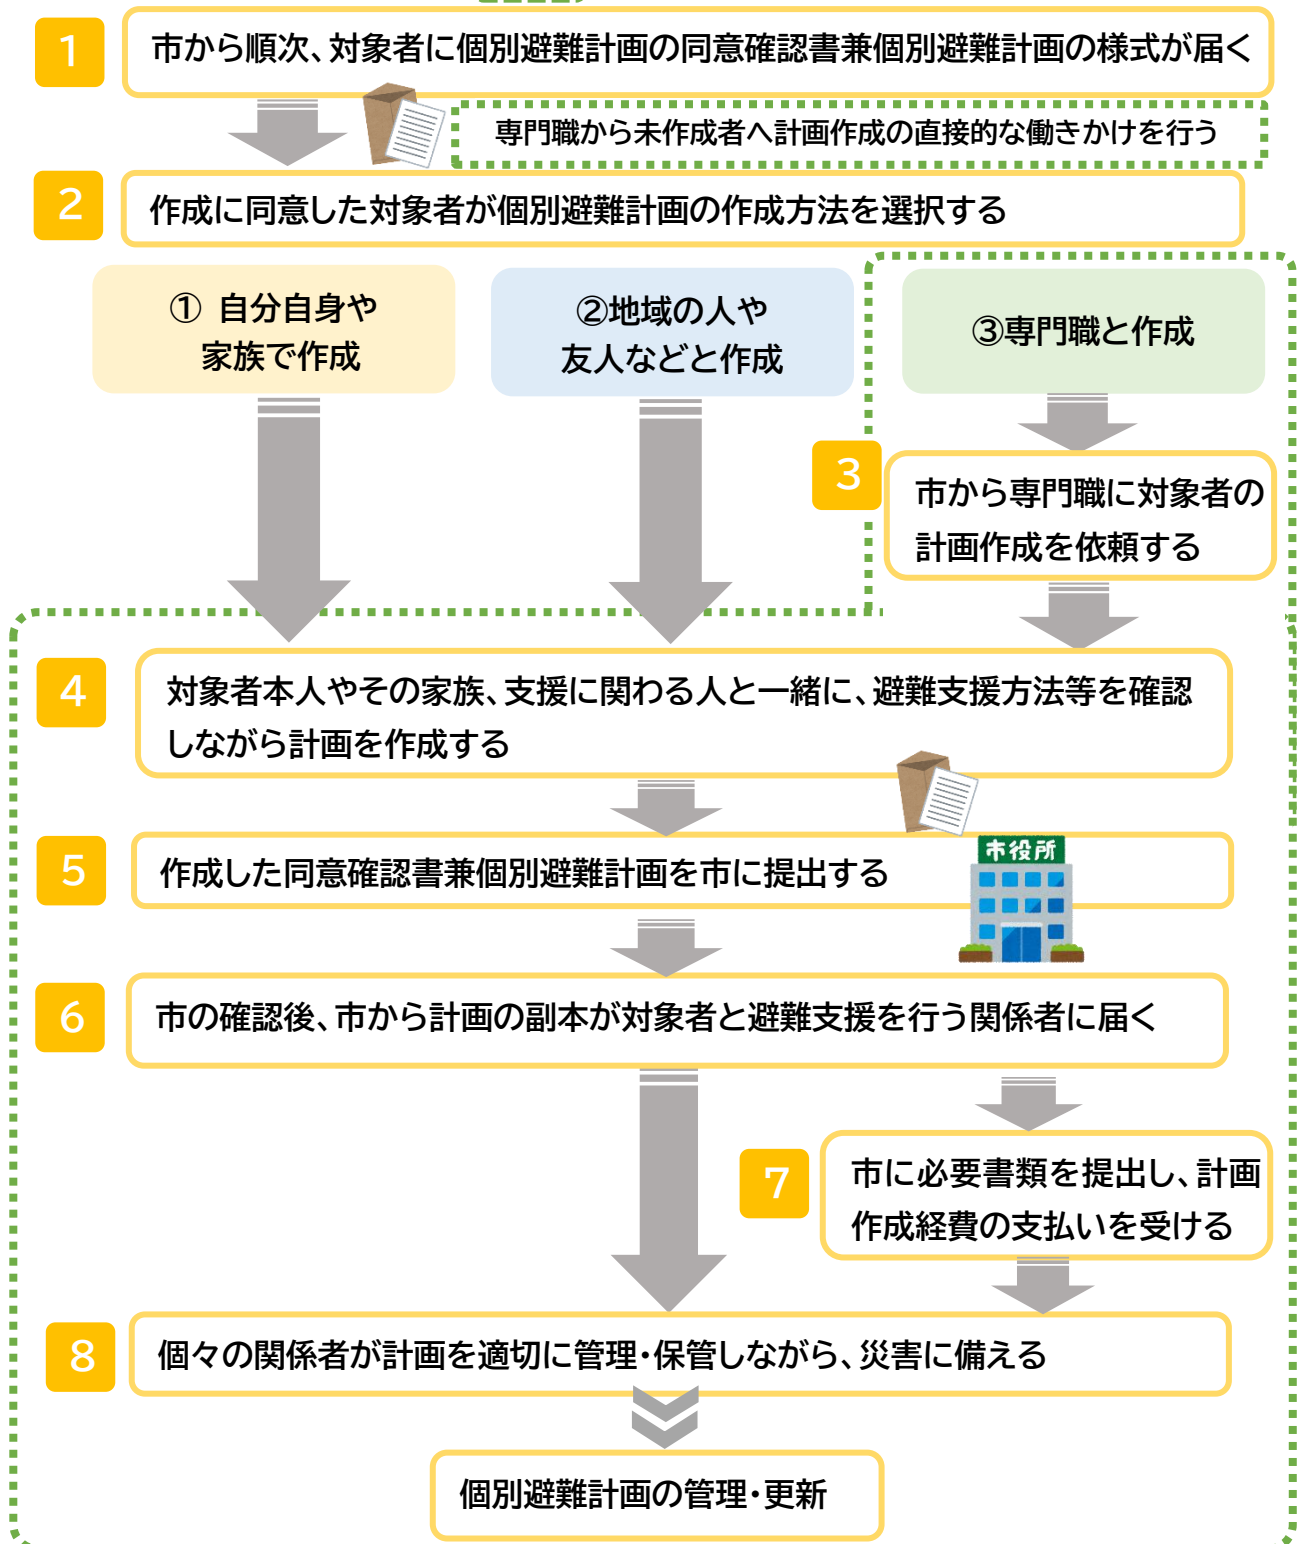 1
市から順次、対象者に個別避難計画の同意確認書兼個別避難計画の様式が届く
専門職から未作成者へ計画作成の直接的な働きかけを行う
2
作成に同意した対象者が個別避難計画の作成方法を選択する
① 自分自身や
家族で作成
②地域の人や
友人などと作成
③専門職と作成
3
市から専門職に対象者の
計画作成を依頼する
4
対象者本人やその家族、支援に関わる人と一緒に、避難支援方法等を確認
しながら計画を作成する
5
作成した同意確認書兼個別避難計画を市に提出する
市役所
6
市の確認後、市から計画の副本が対象者と避難支援を行う関係者に届く
7
市に必要書類を提出し、計画
作成経費の支払いを受ける
8
個々の関係者が計画を適切に管理・保管しながら、災害に備える
個別避難計画の管理・更新